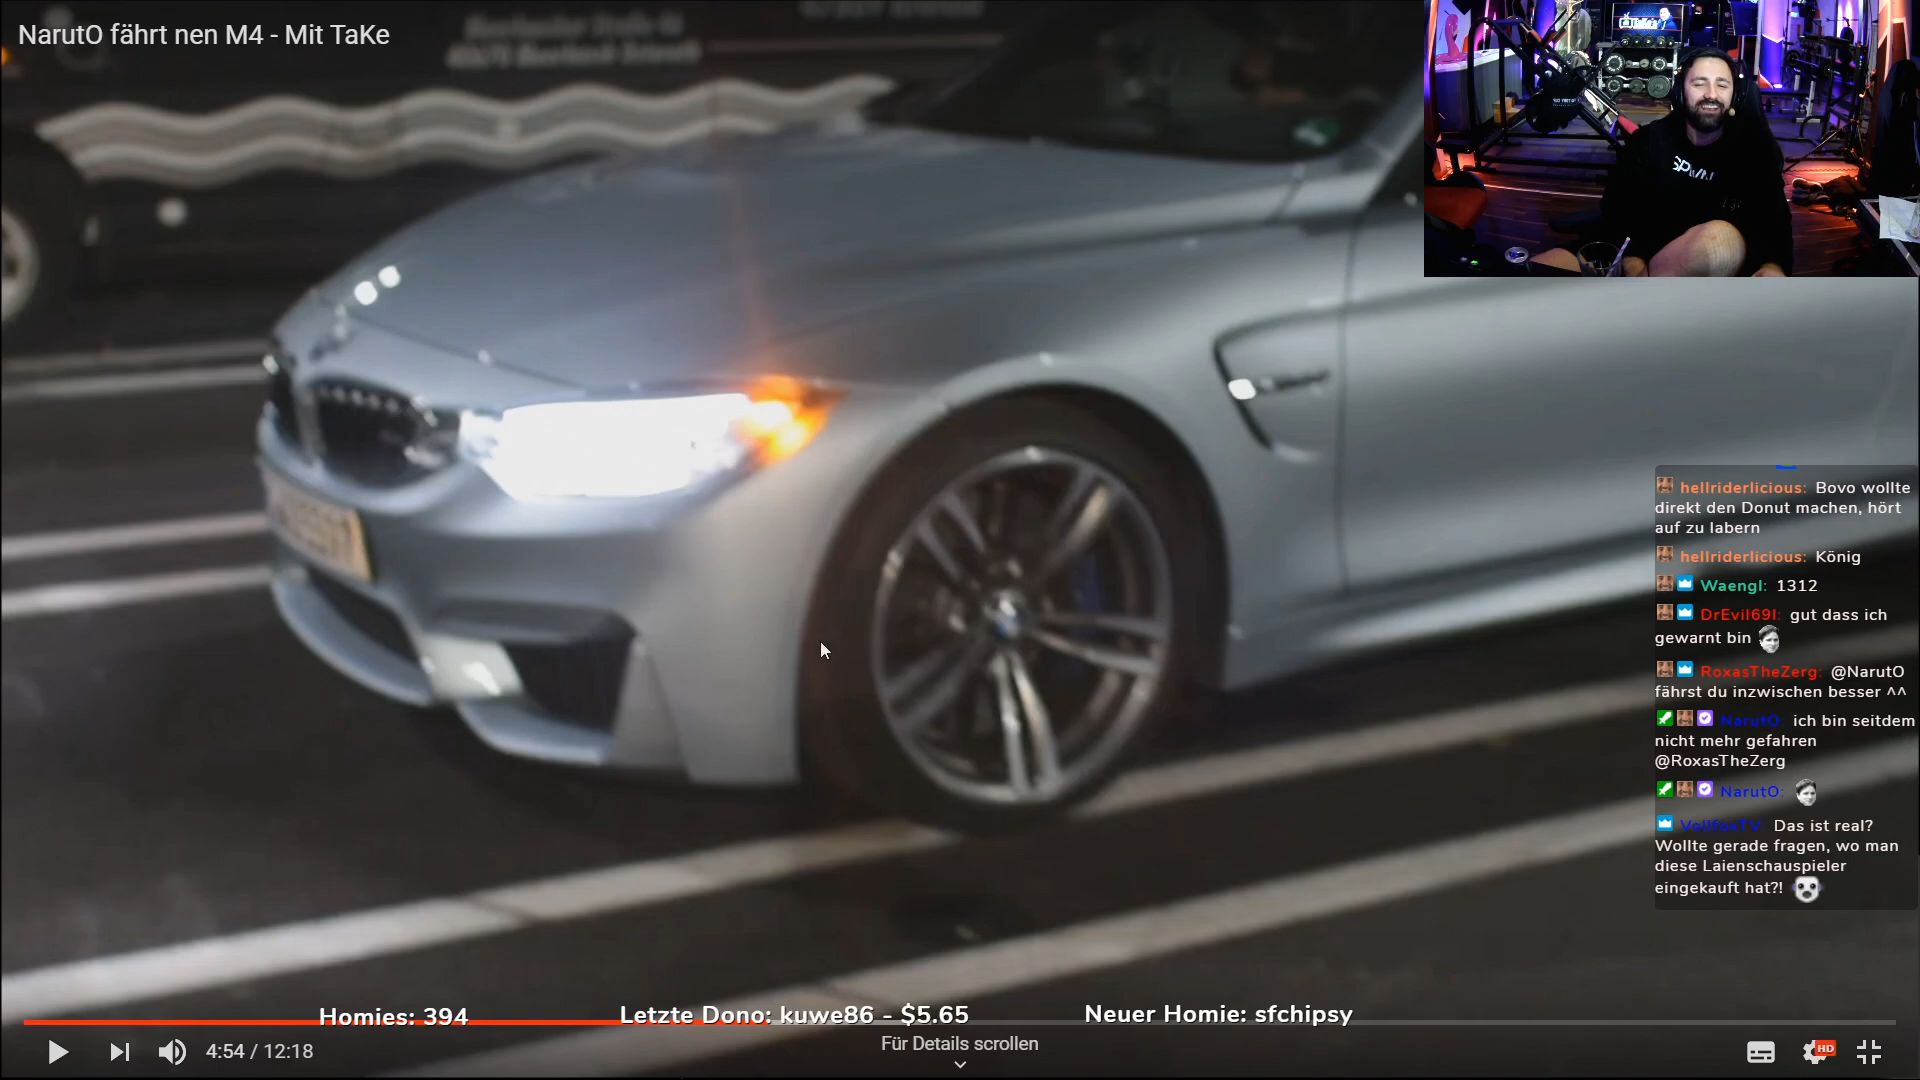 NarutO fährt nen M4 - Mit TaKe
SPWN
hellriderlicious: Bovo wollte
direkt den Donut machen, hört
auf zu labern
hellriderlicious: König
Waengl: 1312
DrEvil69l: gut dass ich
gewarnt bin
RoxasTheZerg: @NarutO
fährst du inzwischen besser ^^
NarutO: ich bin seitdem
nicht mehr gefahren
@RoxasTheZerg
NarutO:
VollfoxTV: Das ist real?
Wollte gerade fragen, wo man
diese Laienschauspieler
eingekauft hat?!
Homies: 394
Letzte Dono: kuwe86 - $5.65
Neuer Homie: sfchipsy
4:54 / 12:18
Für Details scrollen
HD